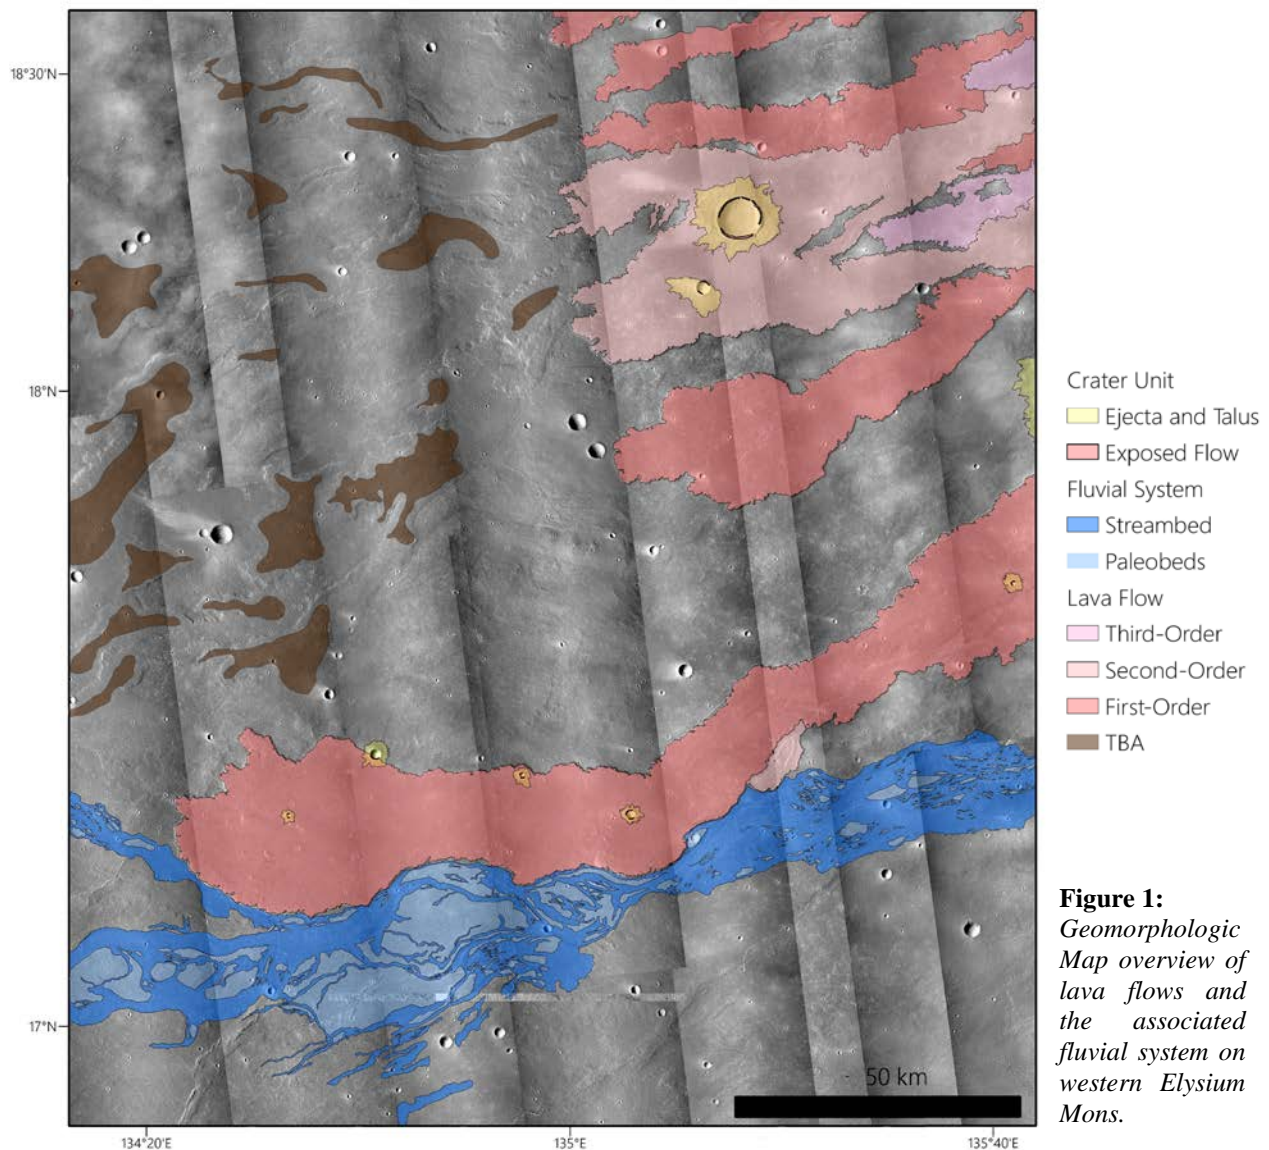 18°30'N
18°N
17°N
134°20'E
135°E
135°40'E
50 km
Crater Unit
Ejecta and Talus
Exposed Flow
Fluvial System
Streambed
Paleobeds
Lava Flow
Third-Order
Second-Order
First-Order
TBA
Figure 1:
Geomorphologic
Map overview of
lava flows and
the associated
fluvial system on
western Elysium
Mons.